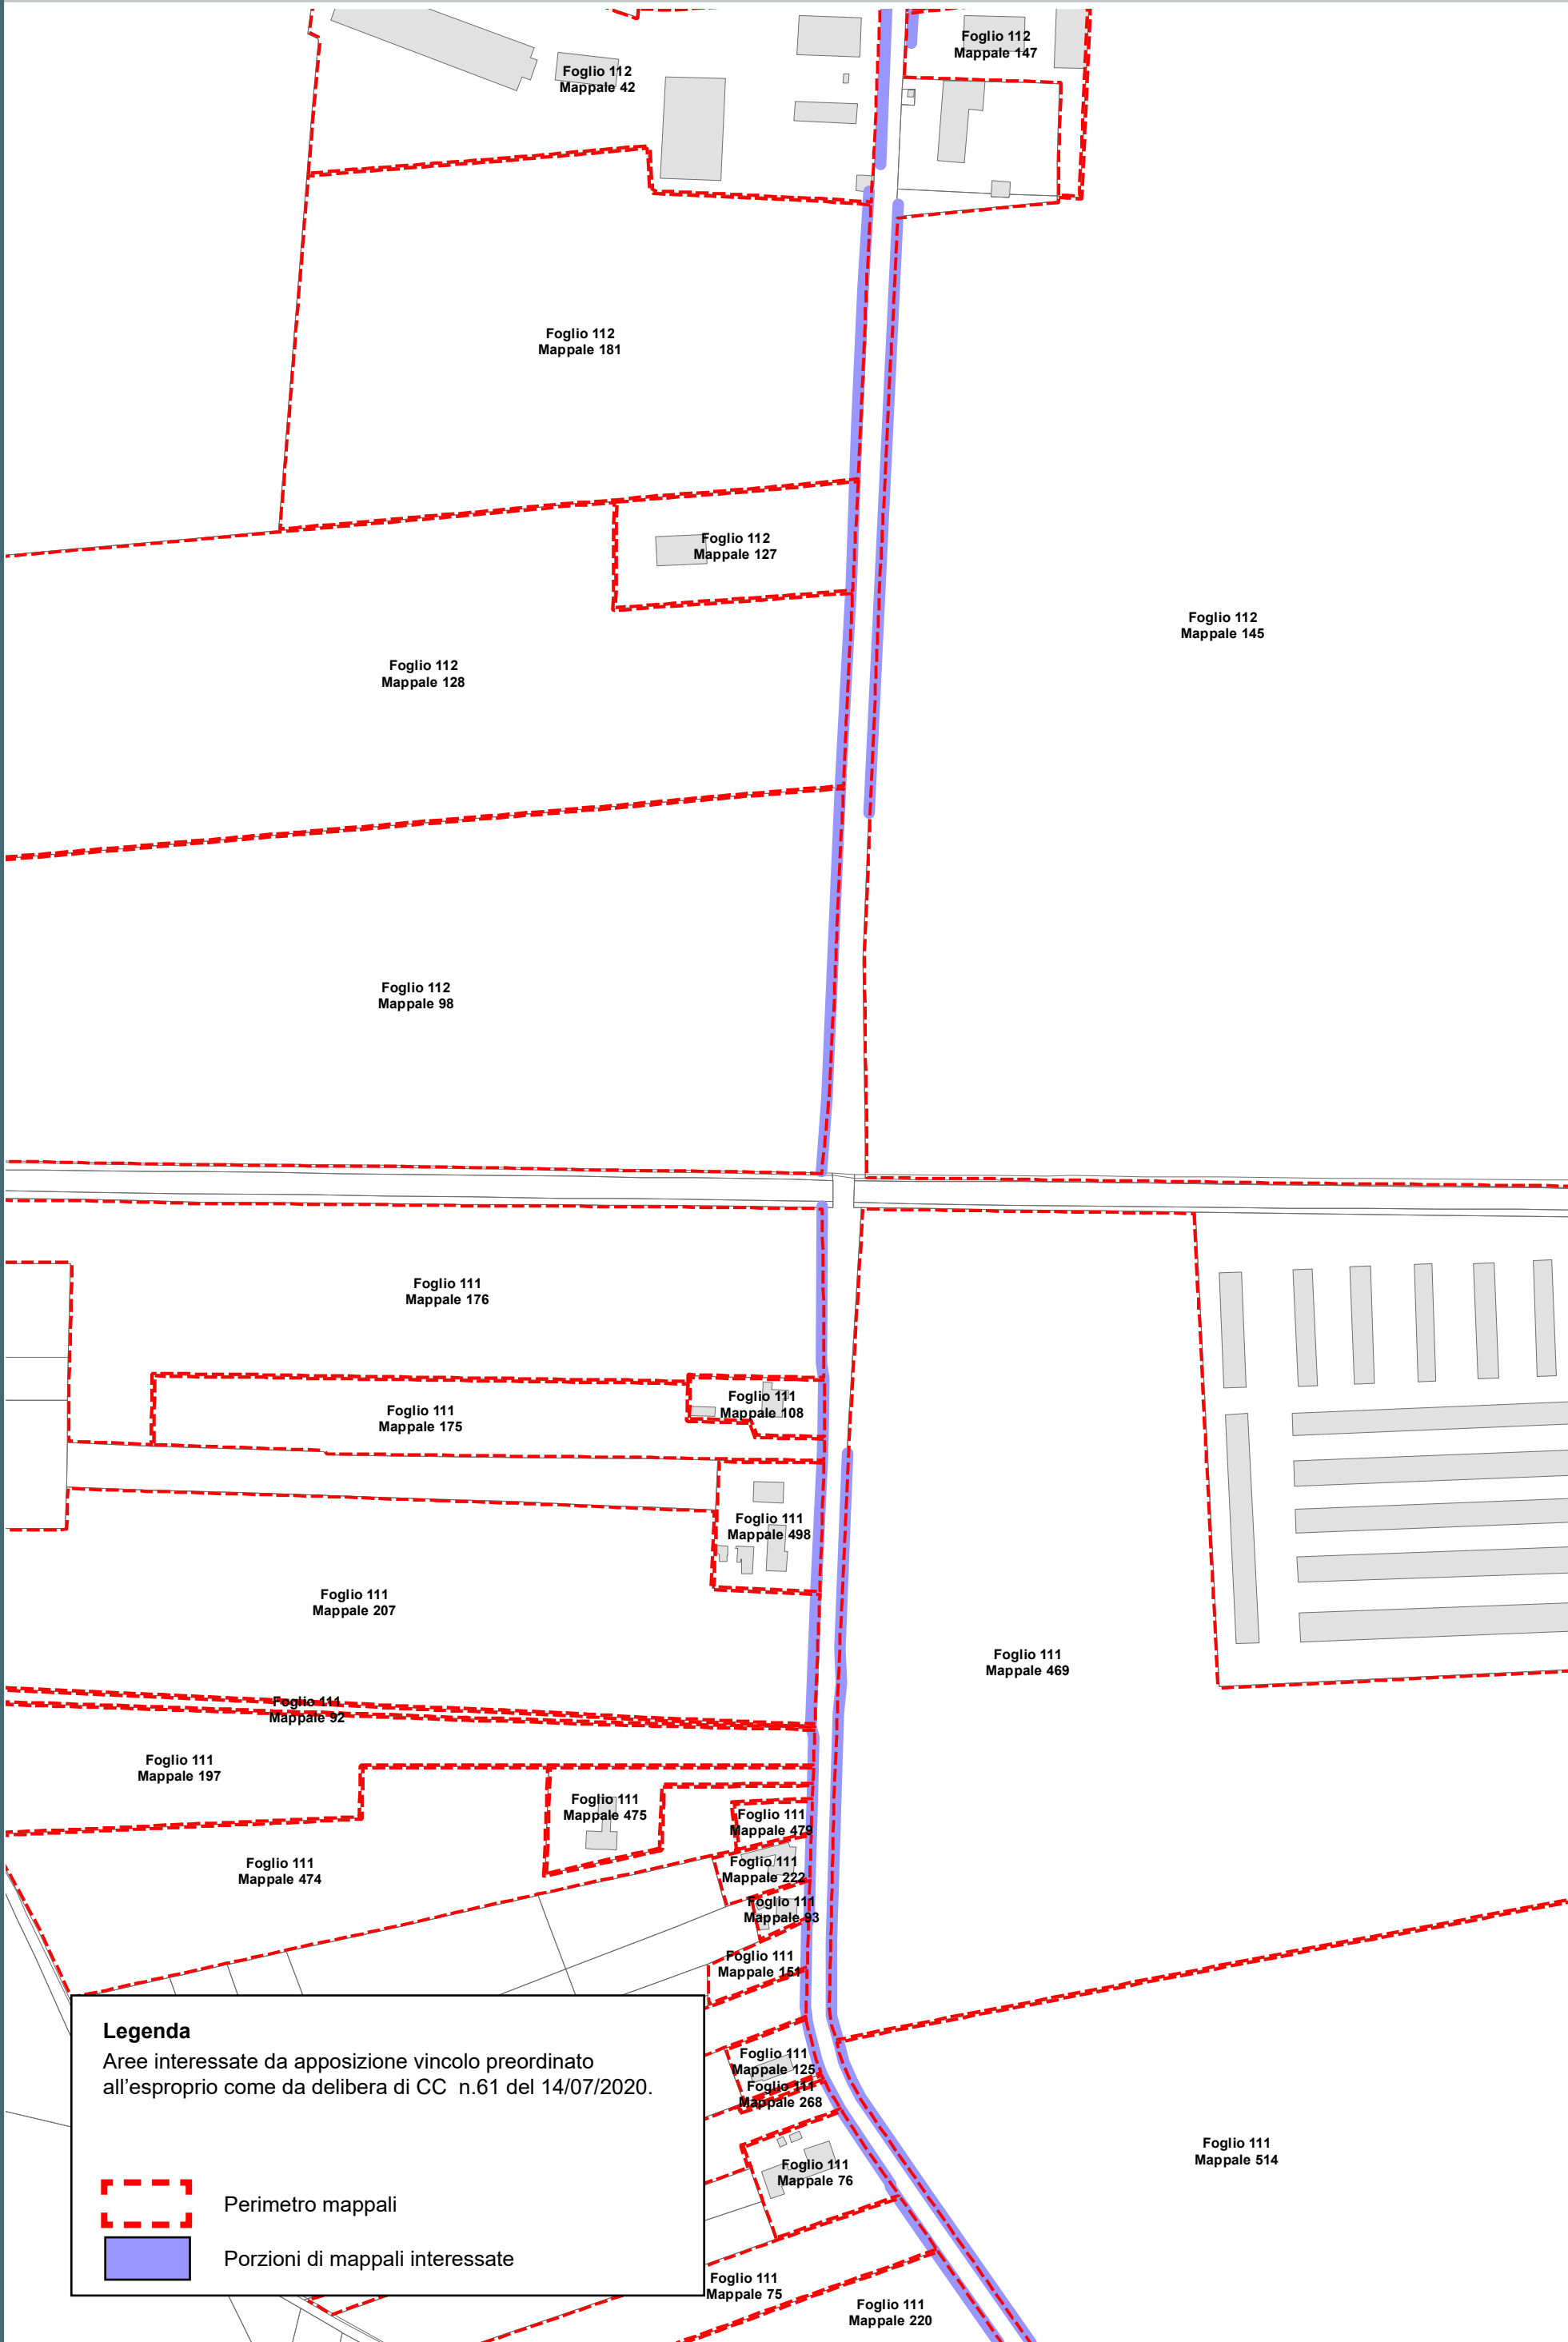 Foglio 112
Mappale 147
Foglio 112
Mappale 42
Foglio 112
Mappale 181
Foglio 112
Mappale 127
Foglio 112
Mappale 145
Foglio 112
Mappale 128
Foglio 112
Mappale 98
Foglio 111
Mappale 176
Foglio 111
Mappale 108
Foglio 111
Mappale 175
Foglio 111
Mappale 498
Foglio 111
Mappale 207
Foglio 111
Mappale 469
Foglio 111
Mappale 92
Foglio 111
Mappale 197
Foglio 111
Mappale 475
Foglio 111
Mappale 479
Foglio 111
Mappale 474
Foglio 111
Mappale 222
Foglio 111
Mappale 93
Foglio 111
Mappale 151
Foglio 111
Mappale 125
Foglio 111
Mappale 268
Foglio 111
Mappale 514
Foglio 111
Mappale 76
Foglio 111
Mappale 75
Foglio 111
Mappale 220
Legenda
Aree interessate da apposizione vincolo preordinato
all’esproprio come da delibera di CC n.61 del 14/07/2020.
Perimetro mappali
Porzioni di mappali interessate